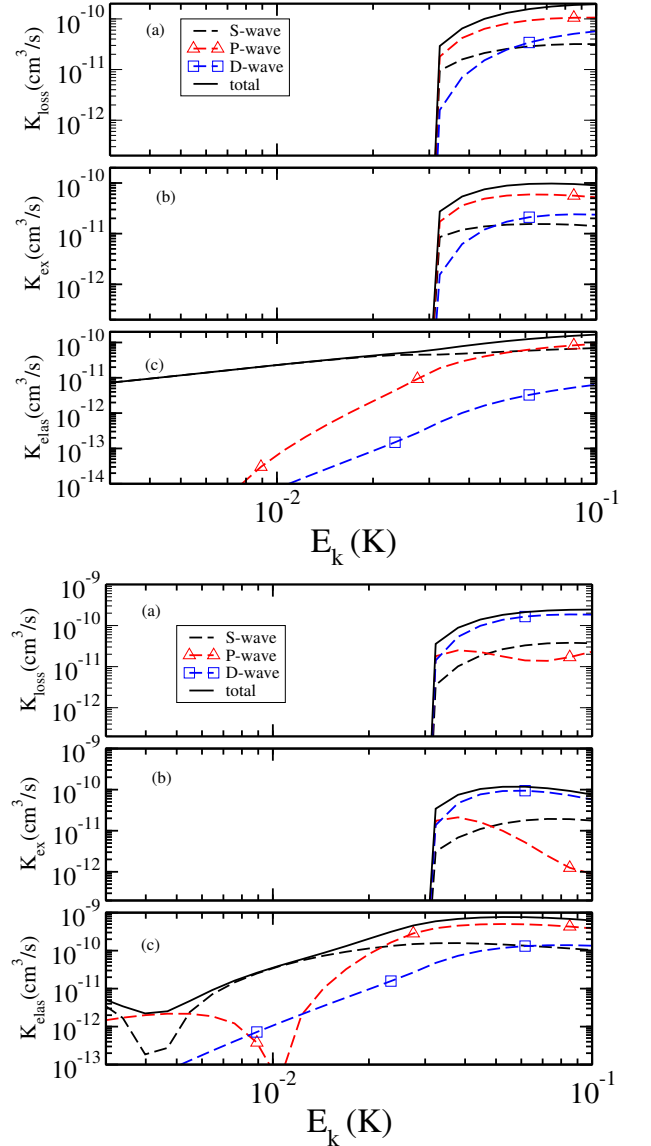 10^-10
10^-11
10^-12
K_loss(cm^3/s)
(a)
S-wave
P-wave
D-wave
total
10^-10
10^-11
10^-12
K_ex(cm^3/s)
(b)
10^-10
10^-11
10^-12
10^-13
10^-14
K_elas(cm^3/s)
(c)
10^-2
10^-1
E_k (K)
10^-9
10^-10
10^-11
10^-12
K_loss(cm^3/s)
(a)
S-wave
P-wave
D-wave
total
10^-9
10^-10
10^-11
10^-12
K_ex(cm^3/s)
(b)
10^-9
10^-10
10^-11
10^-12
10^-13
K_elas(cm^3/s)
(c)
10^-2
10^-1
E_k (K)